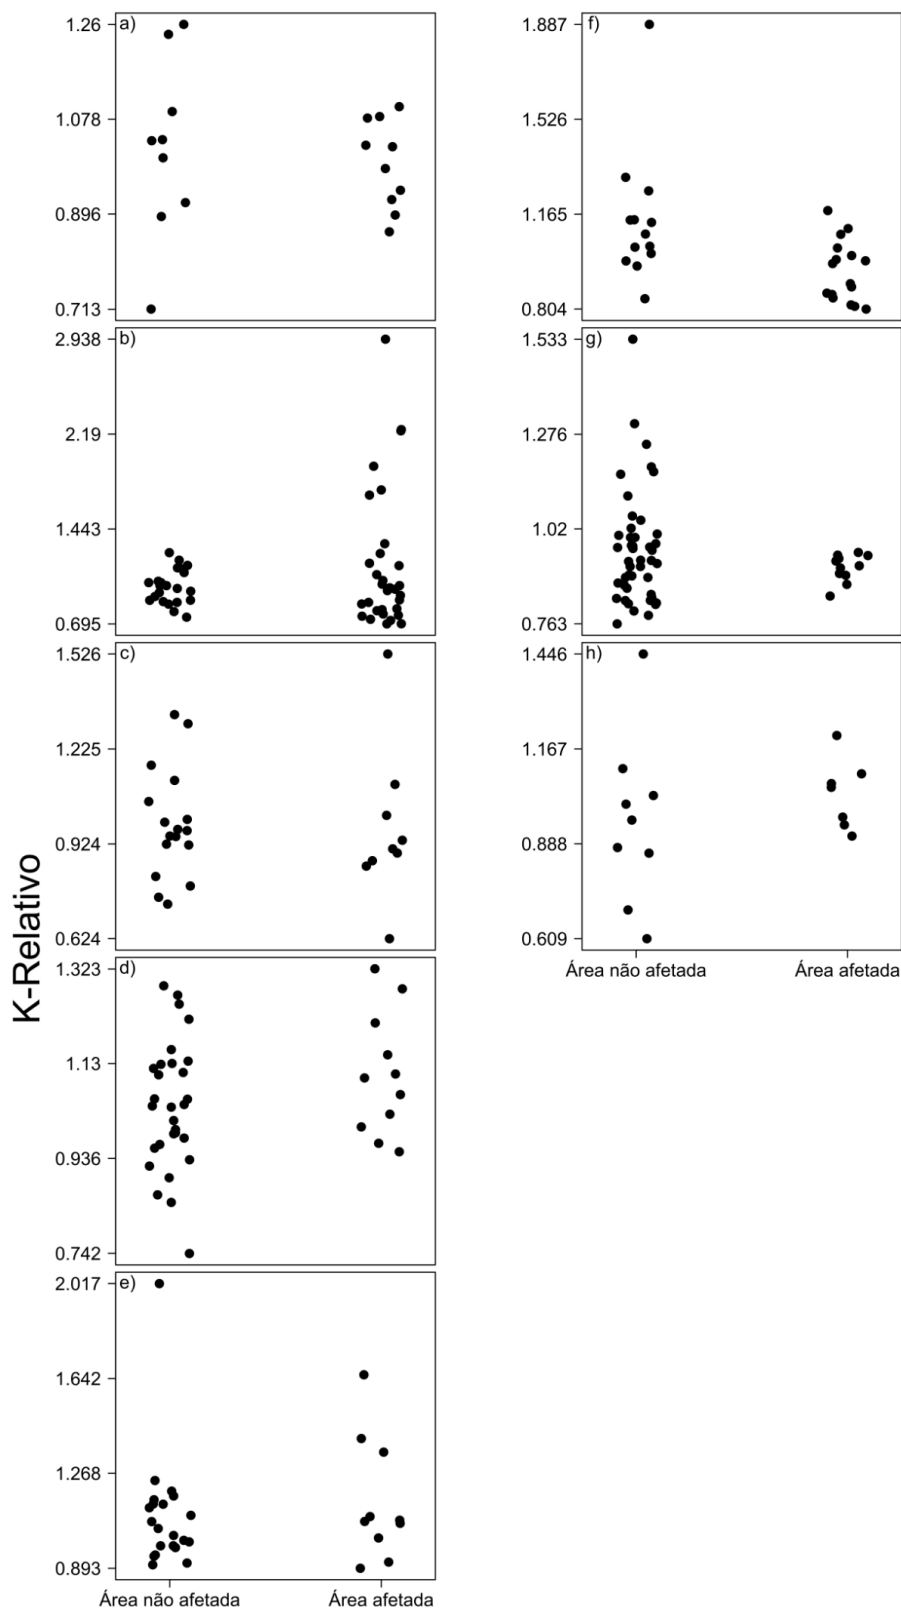 K-Relativo
a)
1.26
1.078
0.896
0.713
b)
2.938
2.19
1.443
0.695
c)
1.526
1.225
0.924
0.624
d)
1.323
1.13
0.936
0.742
e)
2.017
1.642
1.268
0.893
Área não afetada Área afetada
f)
1.887
1.526
1.165
0.804
g)
1.533
1.276
1.02
0.763
h)
1.446
1.167
0.888
0.609
Área não afetada Área afetada